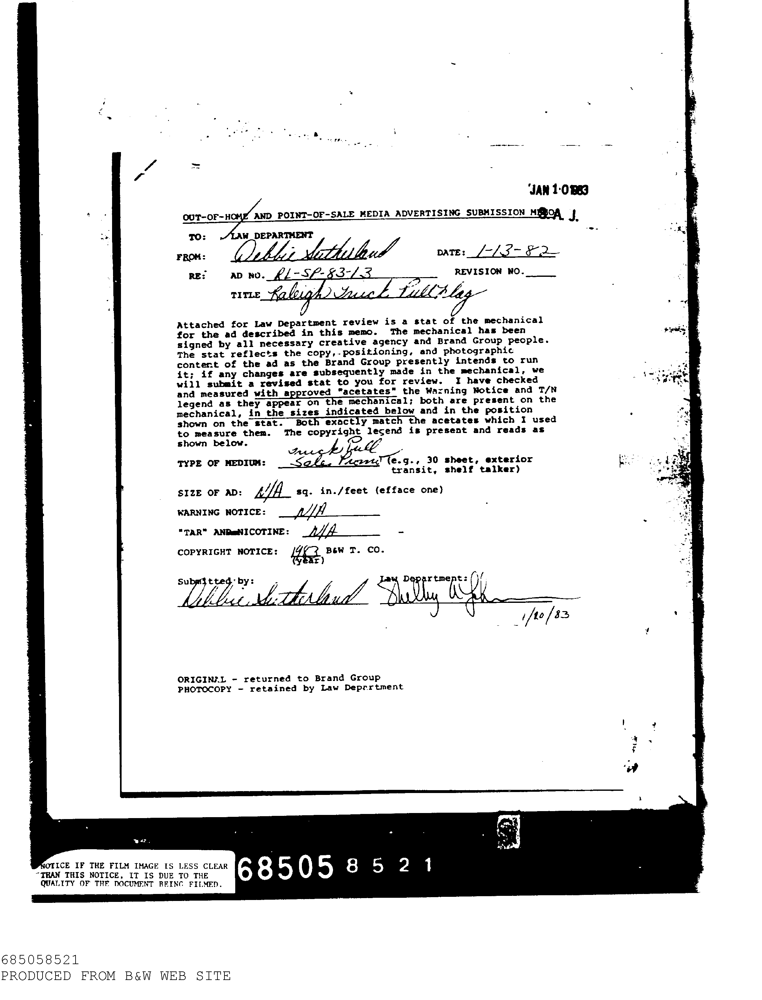 JAN 10 1983
OUT-OF-HOME AND POINT-OF-SALE MEDIA ADVERTISING SUBMISSION A. J.
TO: LAW DEPARTMENT
FROM: Debbie Sutherland DATE: 1-13-82
RE: AD NO. RL-SP-83-13 REVISION NO.
TITLE Raleigh Truck Pull Flag
Attached for Law Department review is a stat of the mechanical
for the ad described in this memo. The mechanical has been
signed by all necessary creative agency and Brand Group people.
The stat reflects the copy, positioning, and photographic
content of the ad as the Brand Group presently intends to run
it; if any changes are subsequently made in the mechanical, we
will submit a revised stat to you for review. I have checked
and measured with approved "acetates" the Warning Notice and T/N
legend as they appear on the mechanical; both are present on the
mechanical, in the sizes indicated below and in the position
shown on the stat. Both exactly match the acetates which I used
to measure them. The copyright legend is present and reads as
shown below.
Truck Pull
TYPE OF MEDIUM: Sales Promo (e.g., 30 sheet, exterior
transit, shelf talker)
SIZE OF AD: N/A sq. in./feet (efface one)
WARNING NOTICE: N/A
"TAR" AND NICOTINE: N/A
COPYRIGHT NOTICE: 1983 B&W T. CO.
(year)
Submitted by: Law Department:
Debbie Sutherland Shelby
1/20/83
ORIGINAL - returned to Brand Group
PHOTOCOPY - retained by Law Department
NOTICE IF THE FILM IMAGE IS LESS CLEAR
THAN THIS NOTICE, IT IS DUE TO THE
QUALITY OF THE DOCUMENT BEING FILMED.
68505 8521
685058521
PRODUCED FROM B&W WEB SITE